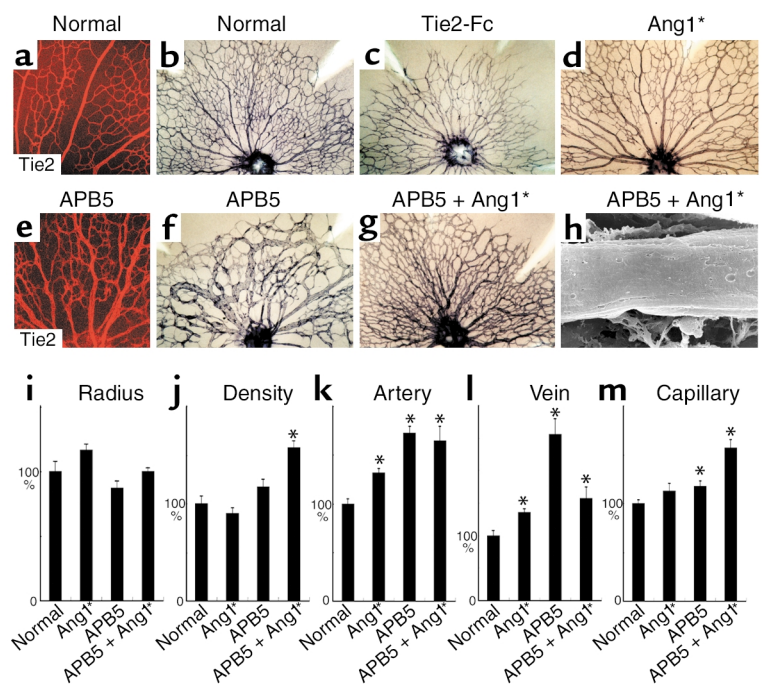 Normal Normal Tie2-Fc Ang1*
a b c d
Tie2
APB5 APB5 APB5 + Ang1* APB5 + Ang1*
e f g h
Tie2
i Radius j Density k Artery l Vein m Capillary
* * * * * * * * *
100 % 100 % 100 % 100 % 100 %
0 0 0 0 0
Normal Ang1* APB5 APB5 + Ang1* Normal Ang1* APB5 APB5 + Ang1* Normal Ang1* APB5 APB5 + Ang1* Normal Ang1* APB5 APB5 + Ang1* Normal Ang1* APB5 APB5 + Ang1*